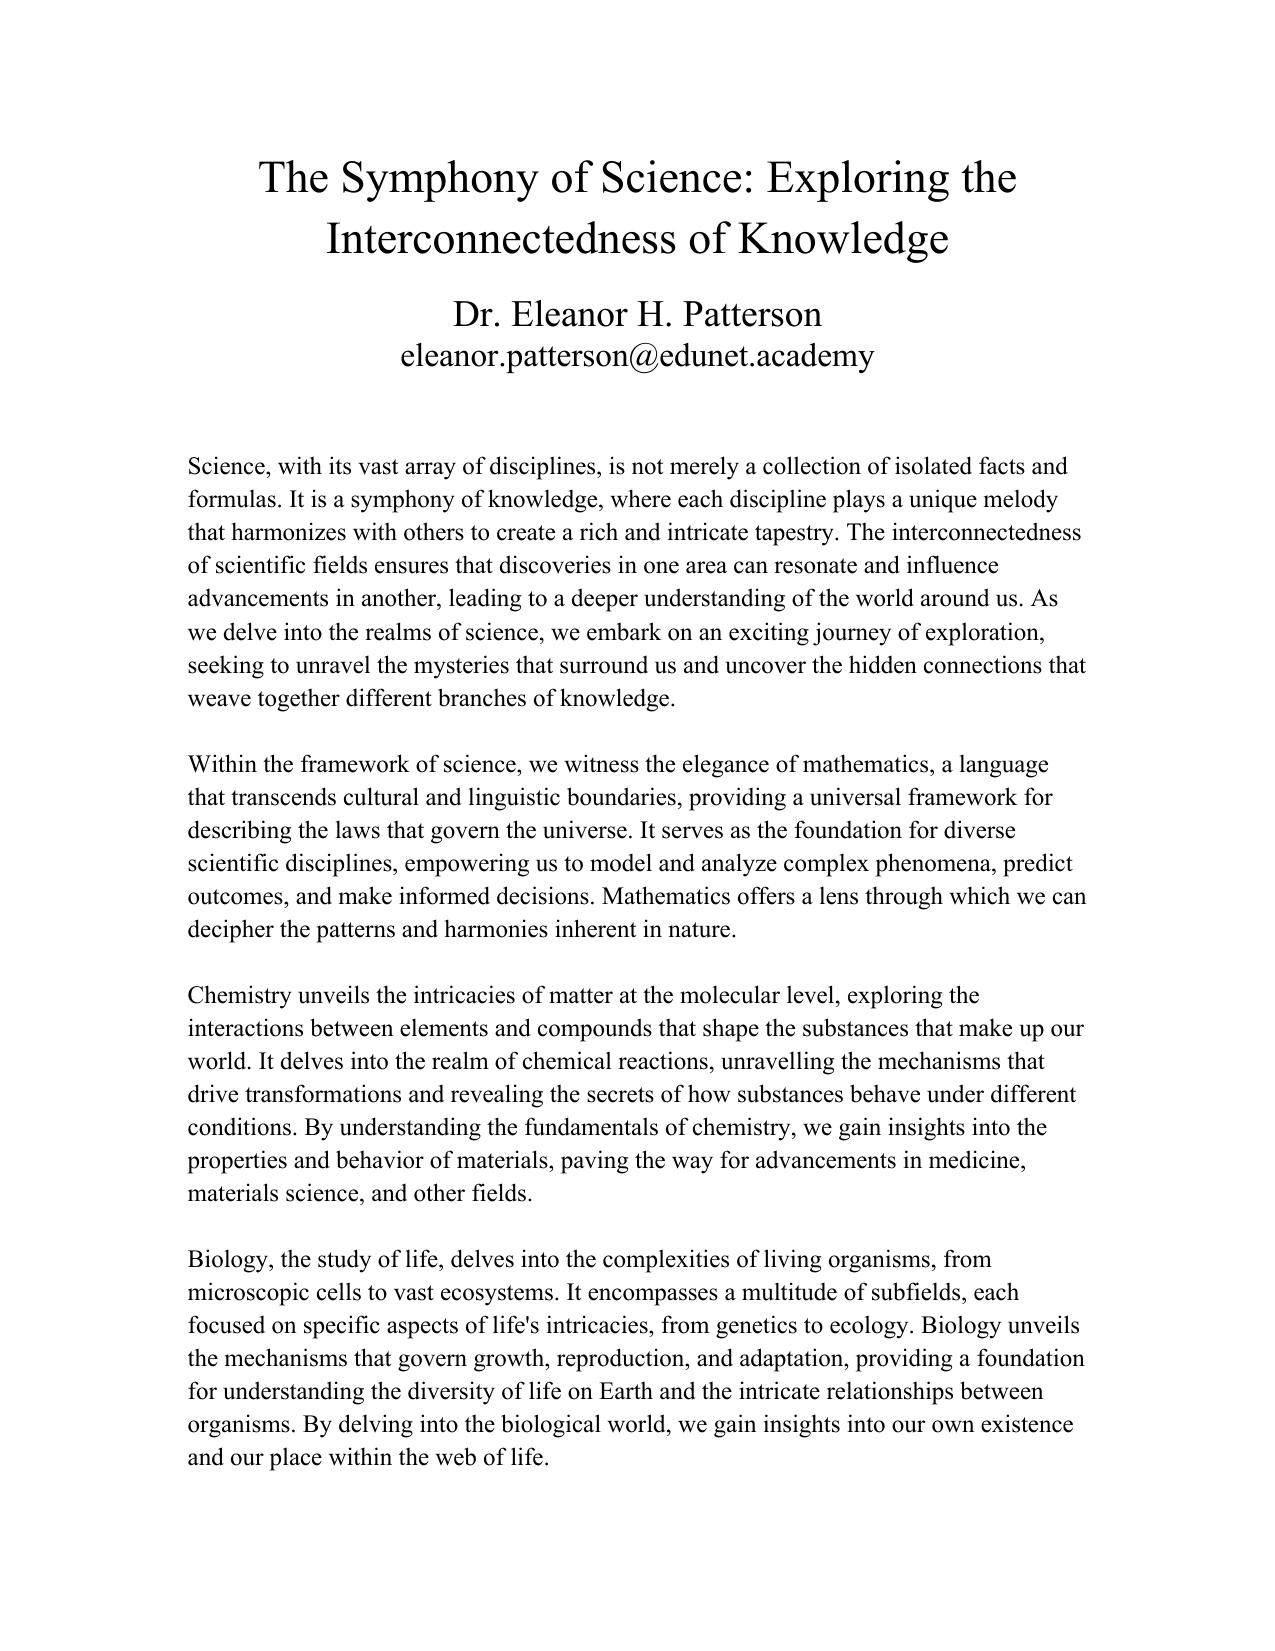 The Symphony of Science: Exploring the
Interconnectedness of Knowledge
Dr. Eleanor H. Patterson
eleanor.patterson@edunet.academy
Science, with its vast array of disciplines, is not merely a collection of isolated facts and
formulas. It is a symphony of knowledge, where each discipline plays a unique melody
that harmonizes with others to create a rich and intricate tapestry. The interconnectedness
of scientific fields ensures that discoveries in one area can resonate and influence
advancements in another, leading to a deeper understanding of the world around us. As
we delve into the realms of science, we embark on an exciting journey of exploration,
seeking to unravel the mysteries that surround us and uncover the hidden connections that
weave together different branches of knowledge.
Within the framework of science, we witness the elegance of mathematics, a language
that transcends cultural and linguistic boundaries, providing a universal framework for
describing the laws that govern the universe. It serves as the foundation for diverse
scientific disciplines, empowering us to model and analyze complex phenomena, predict
outcomes, and make informed decisions. Mathematics offers a lens through which we can
decipher the patterns and harmonies inherent in nature.
Chemistry unveils the intricacies of matter at the molecular level, exploring the
interactions between elements and compounds that shape the substances that make up our
world. It delves into the realm of chemical reactions, unravelling the mechanisms that
drive transformations and revealing the secrets of how substances behave under different
conditions. By understanding the fundamentals of chemistry, we gain insights into the
properties and behavior of materials, paving the way for advancements in medicine,
materials science, and other fields.
Biology, the study of life, delves into the complexities of living organisms, from
microscopic cells to vast ecosystems. It encompasses a multitude of subfields, each
focused on specific aspects of life's intricacies, from genetics to ecology. Biology unveils
the mechanisms that govern growth, reproduction, and adaptation, providing a foundation
for understanding the diversity of life on Earth and the intricate relationships between
organisms. By delving into the biological world, we gain insights into our own existence
and our place within the web of life.